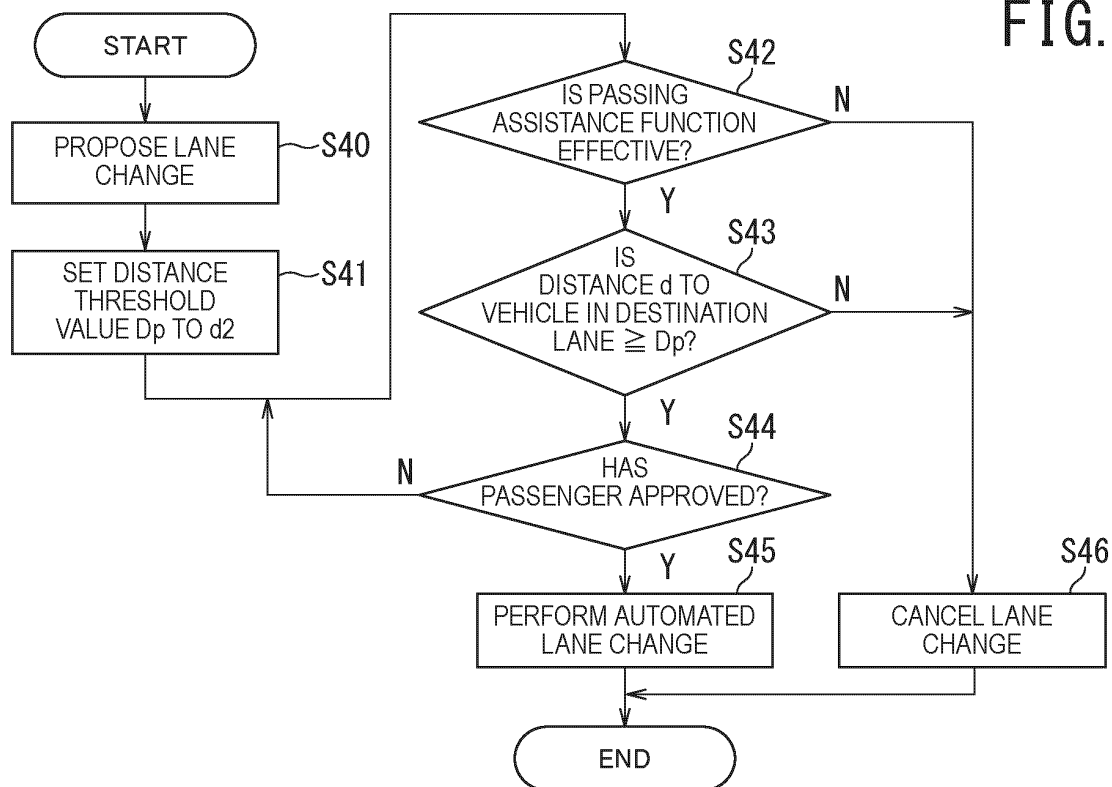 FIG.
START
PROPOSE LANE
CHANGE
S40
SET DISTANCE
THRESHOLD
VALUE Dp TO d2
S41
S42
IS PASSING
ASSISTANCE FUNCTION
EFFECTIVE?
N
Y
S43
IS
DISTANCE d TO
VEHICLE IN DESTINATION
LANE ≧ Dp?
N
Y
S44
HAS
PASSENGER APPROVED?
N
Y
S45
PERFORM AUTOMATED
LANE CHANGE
S46
CANCEL LANE
CHANGE
END